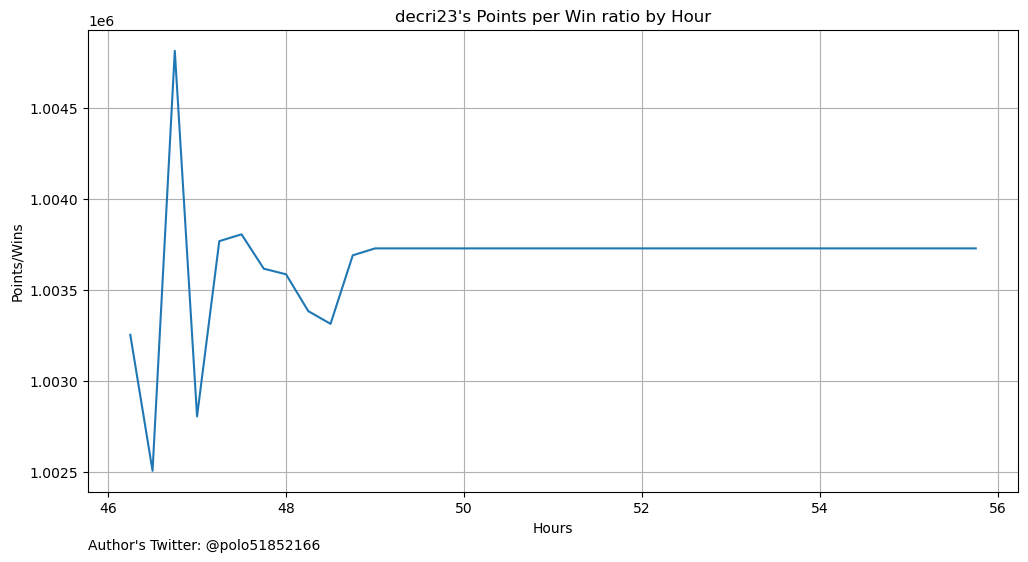 decri23's Points per Win ratio by Hour
1e6
1.0045
1.0040
1.0035
1.0030
1.0025
Points/Wins
46 48 50 52 54 56
Hours
Author's Twitter: @polo51852166